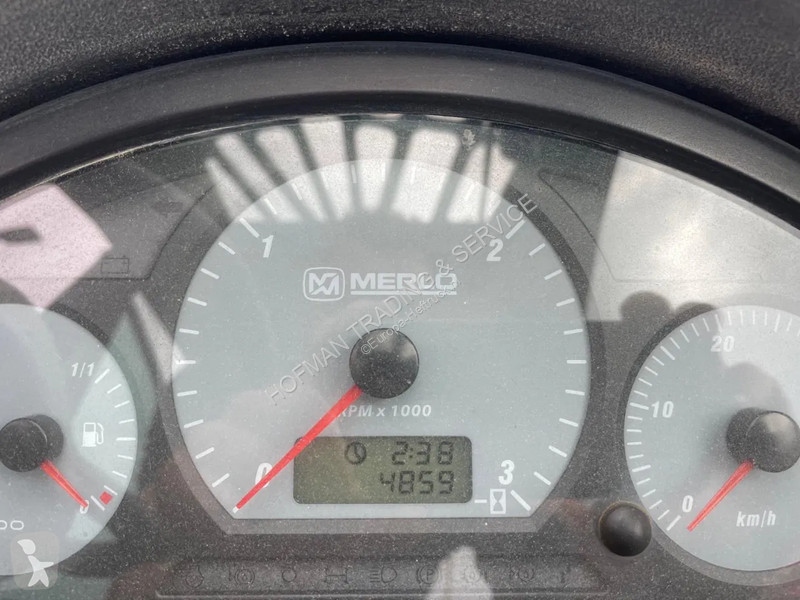 1
2
MERLO
HOFMAN TRADING & SERVICE
1/1
20
10
RPM x 1000
2:38
4859
0
3
0
0
km/h